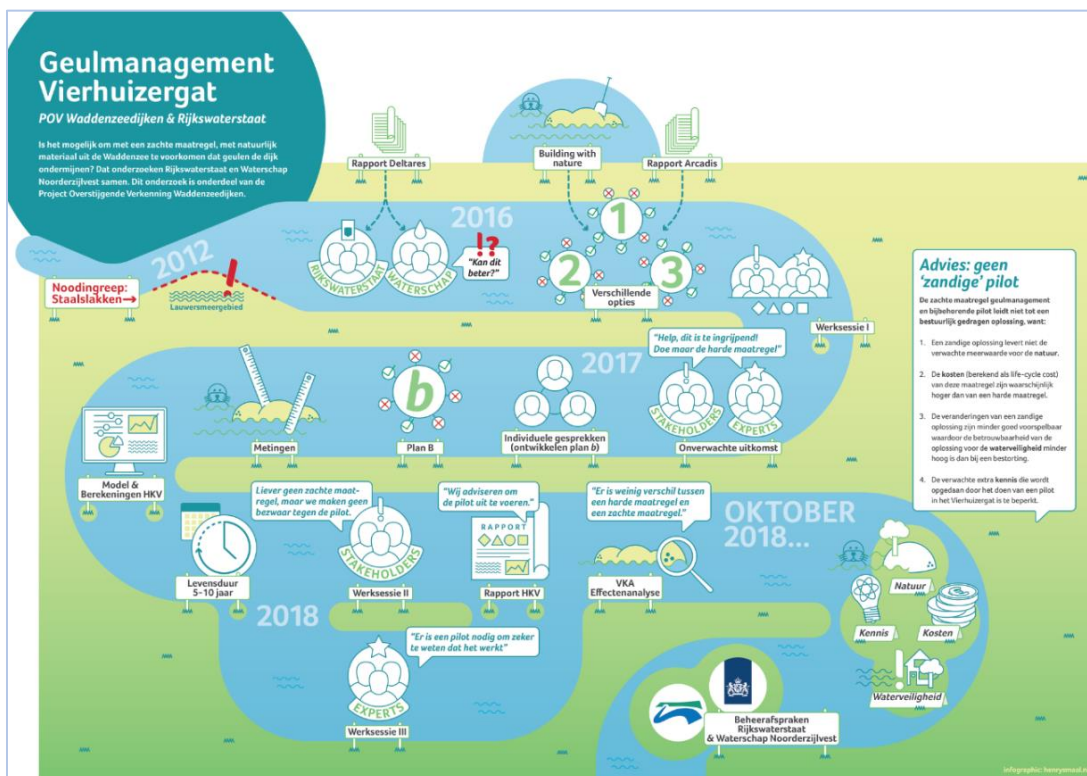 Geulmanagement
Vierhuizergat
POV Waddenzeedijken & Rijkswaterstaat
Is het mogelijk om met een zachte maatregel, met natuurlijk
materiaal uit de Waddenzee te voorkomen dat geulen de dijk
ondermijnen? Dat onderzoeken Rijkswaterstaat en Waterschap
Noorderzijlvest samen. Dit onderzoek is onderdeel van de
Project Overstijgende Verkenning Waddenzeedijken.
Rapport Deltares
Building with
nature
Rapport Arcadis
2012
Noodingreep:
Staalslakken→
Lauwersmeergebied
2016
RIJKSWATERSTAAT
WATERSCHAP
!?
"Kan dit
beter?"
1
2
3
Verschillende
opties
Werksessie I
2017
"Help, dit is te ingrijpend!
Doe maar de harde maatregel"
STAKEHOLDERS
EXPERTS
Onverwachte uitkomst
Individuele gesprekken
(ontwikkelen plan b)
b
Plan B
Metingen
Model &
Berekeningen HKV
Levensduur
5-10 jaar
2018
Liever geen zachte maat-
regel, maar we maken geen
bezwaar tegen de pilot.
STAKEHOLDERS
Werksessie II
"Er is een pilot nodig om zeker
te weten dat het werkt"
EXPERTS
Werksessie III
"Wij adviseren om
de pilot uit te voeren."
RAPPORT
Rapport HKV
"Er is weinig verschil tussen
een harde maatregel en
een zachte maatregel."
VKA
Effectenanalyse
OKTOBER
2018...
Natuur
Kennis
Kosten
Waterveiligheid
Beheerafspraken
Rijkswaterstaat
& Waterschap Noorderzijlvest
Advies: geen
'zandige' pilot
De zachte maatregel geulmanagement
en bijbehorende pilot leidt niet tot een
bestuurlijk gedragen oplossing, want:
1. Een zandige oplossing levert niet de
verwachte meerwaarde voor de natuur.
2. De kosten (berekend als life-cycle cost)
van deze maatregel zijn waarschijnlijk
hoger dan van een harde maatregel.
3. De veranderingen van een zandige
oplossing zijn minder goed voorspelbaar
waardoor de betrouwbaarheid van de
oplossing voor de waterveiligheid minder
hoog is dan bij een bestorting.
4. De verwachte extra kennis die wordt
opgedaan door het doen van een pilot
in het Vierhuizergat is te beperkt.